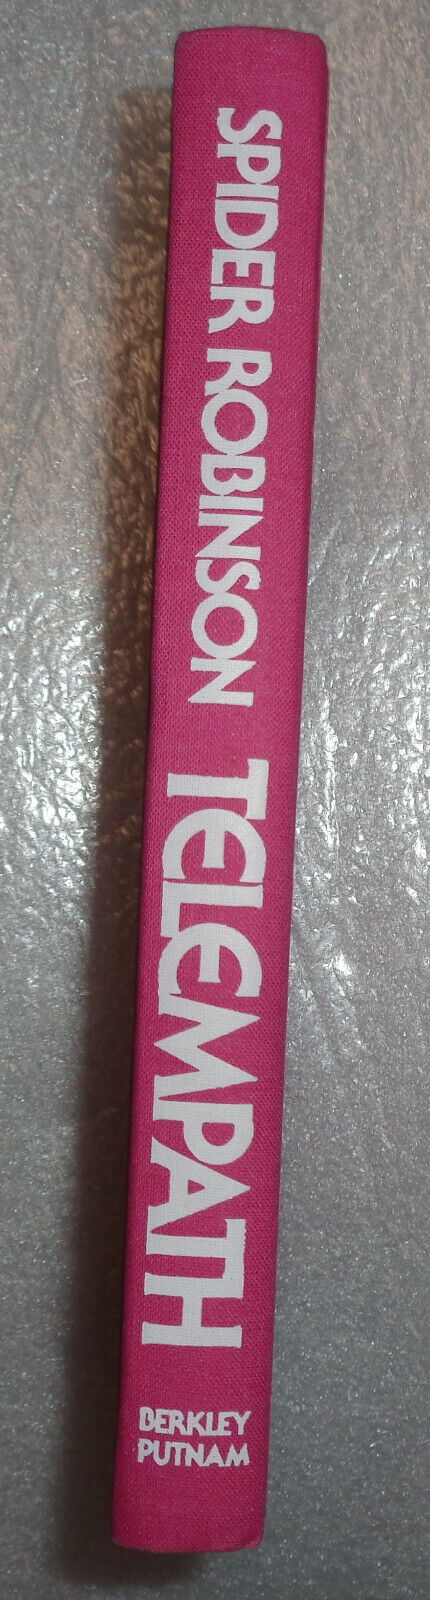 SPIDER ROBINSON TELEMPATH
BERKLEY
PUTNAM